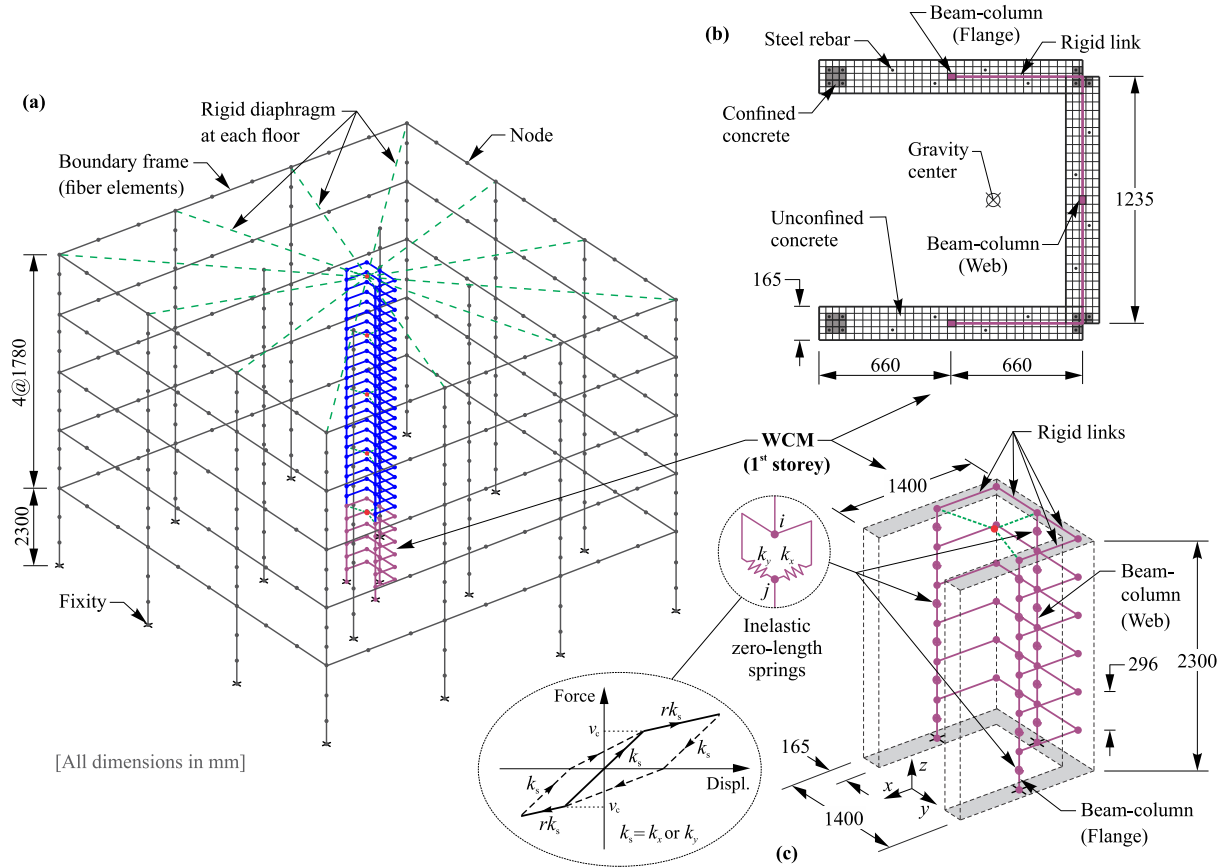 (a)
Rigid diaphragm
at each floor
Node
Boundary frame
(fiber elements)
4@1780
2300
Fixity
[All dimensions in mm]
(b)
Beam-column
(Flange)
Steel rebar
Rigid link
Confined
concrete
Gravity
center
1235
Unconfined
concrete
Beam-column
(Web)
165
660
660
WCM
(1st storey)
Rigid links
1400
i
ky
kx
j
Inelastic
zero-length
springs
Beam-
column
(Web)
296
2300
165
1400
z
x
y
Beam-column
(Flange)
(c)
Force
rks
vc
ks
ks
ks
Displ.
vc
rks
ks = kx or ky